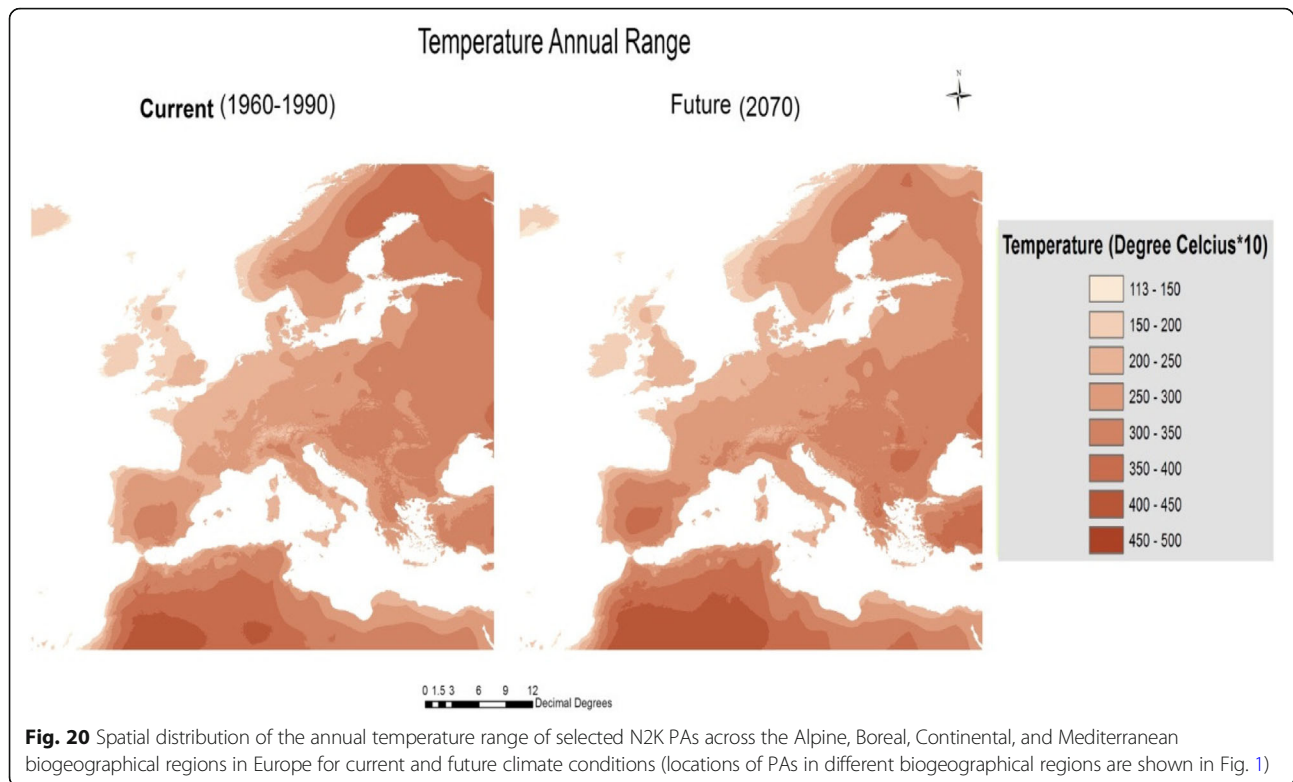 Temperature Annual Range
Current (1960-1990)
Future (2070)
N
Temperature (Degree Celcius*10)
113 - 150
150 - 200
200 - 250
250 - 300
300 - 350
350 - 400
400 - 450
450 - 500
0 1.5 3 6 9 12
Decimal Degrees
Fig. 20 Spatial distribution of the annual temperature range of selected N2K PAs across the Alpine, Boreal, Continental, and Mediterranean
biogeographical regions in Europe for current and future climate conditions (locations of PAs in different biogeographical regions are shown in Fig. 1)